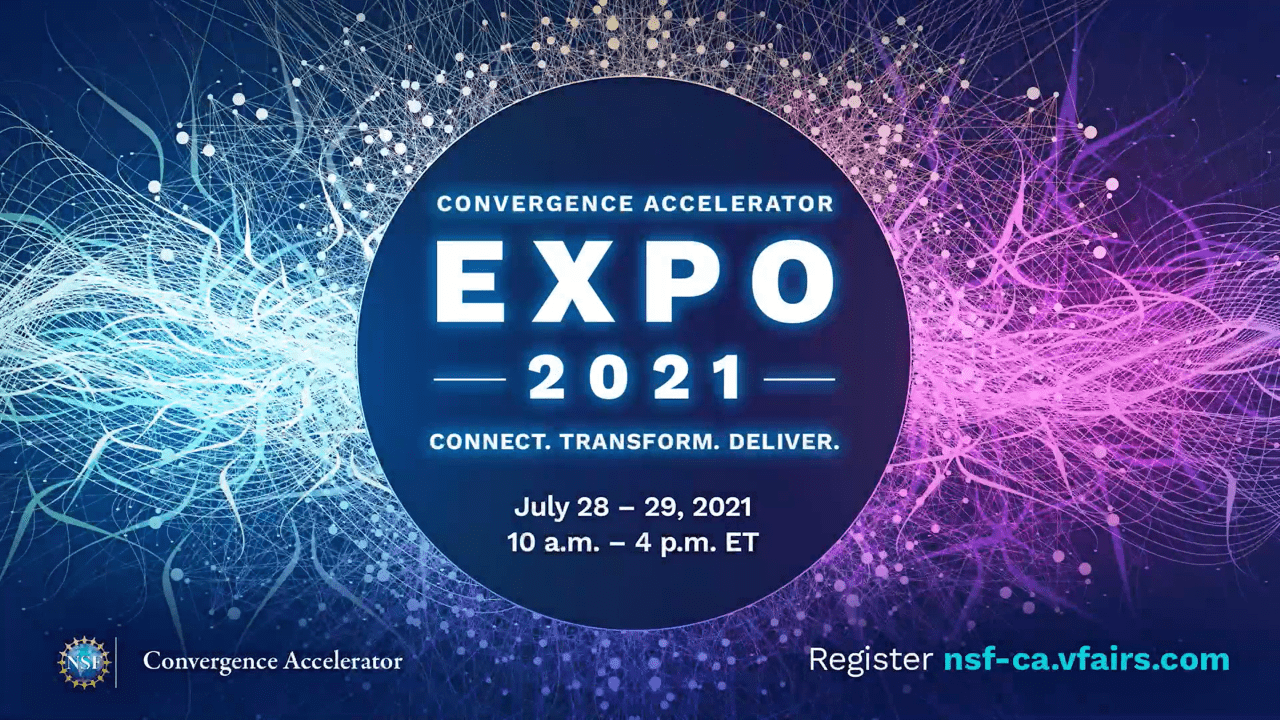 CONVERGENCE ACCELERATOR
EXPO
2021
CONNECT. TRANSFORM. DELIVER.
July 28 – 29, 2021
10 a.m. – 4 p.m. ET
NSF
Convergence Accelerator
Register nsf-ca.vfairs.com